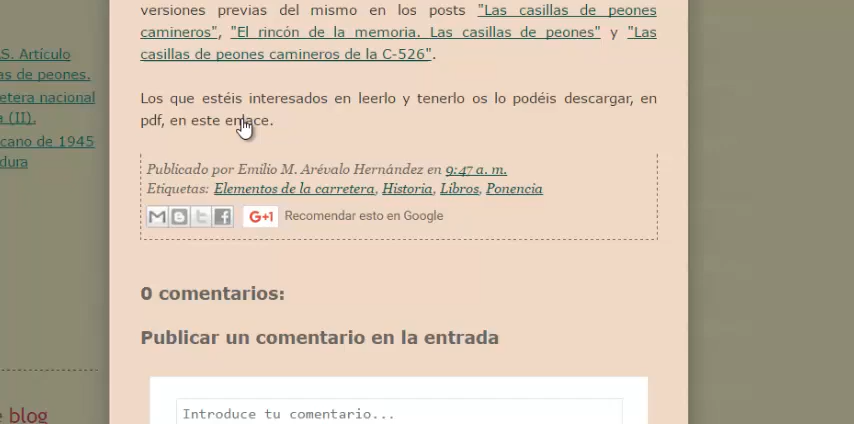 versiones previas del mismo en los posts "Las casillas de peones
camineros", "El rincón de la memoria. Las casillas de peones" y "Las
casillas de peones camineros de la C-526".
Los que estéis interesados en leerlo y tenerlo os lo podéis descargar, en
pdf, en este enlace.
Publicado por Emilio M. Arévalo Hernández en 9:47 a. m.
Etiquetas: Elementos de la carretera, Historia, Libros, Ponencia
G+1 Recomendar esto en Google
0 comentarios:
Publicar un comentario en la entrada
Introduce tu comentario...
S. Artículo
as de peones.
retera nacional
a (II).
cano de 1945
dura
e blog